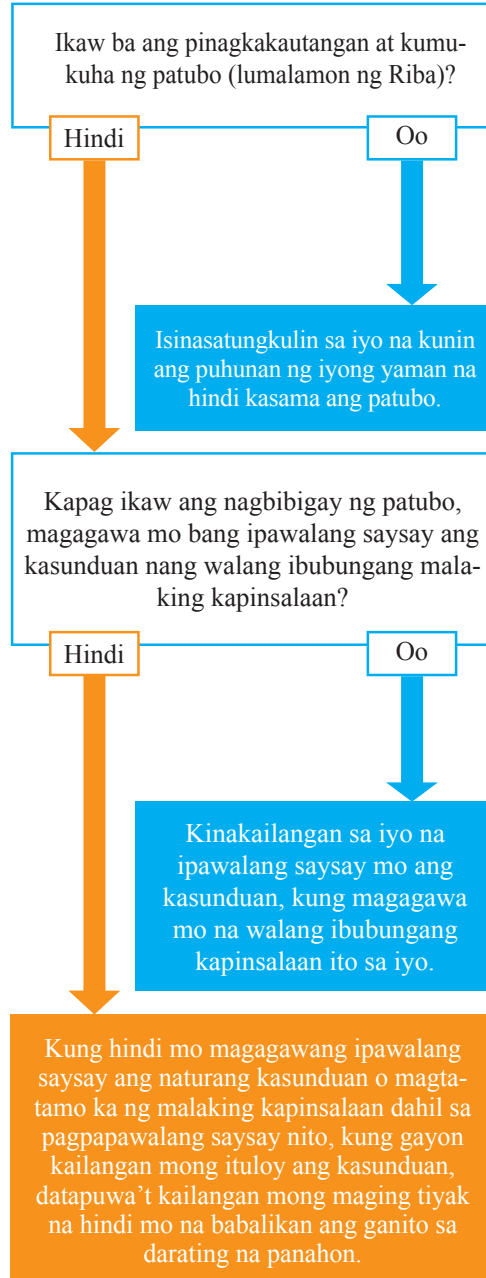 Ikaw ba ang pinagkakautangan at kumu-
kuha ng patubo (lumalamon ng Riba)?
Hindi
Oo
Isinasatungkulin sa iyo na kunin
ang puhunan ng iyong yaman na
hindi kasama ang patubo.
Kapag ikaw ang nagbibigay ng patubo,
magagawa mo bang ipawalang saysay ang
kasunduan nang walang ibubungang mala-
king kapinsalaan?
Hindi
Oo
Kinakailangan sa iyo na
ipawalang saysay mo ang
kasunduan, kung magagawa
mo na walang ibubungang
kapinsalaan ito sa iyo.
Kung hindi mo magagawang ipawalang
saysay ang naturang kasunduan o magta-
tamo ka ng malaking kapinsalaan dahil sa
pagpapawalang saysay nito, kung gayon
kailangan mong ituloy ang kasunduan,
datapuwa’t kailangan mong maging tiyak
na hindi mo na babalikan ang ganito sa
darating na panahon.